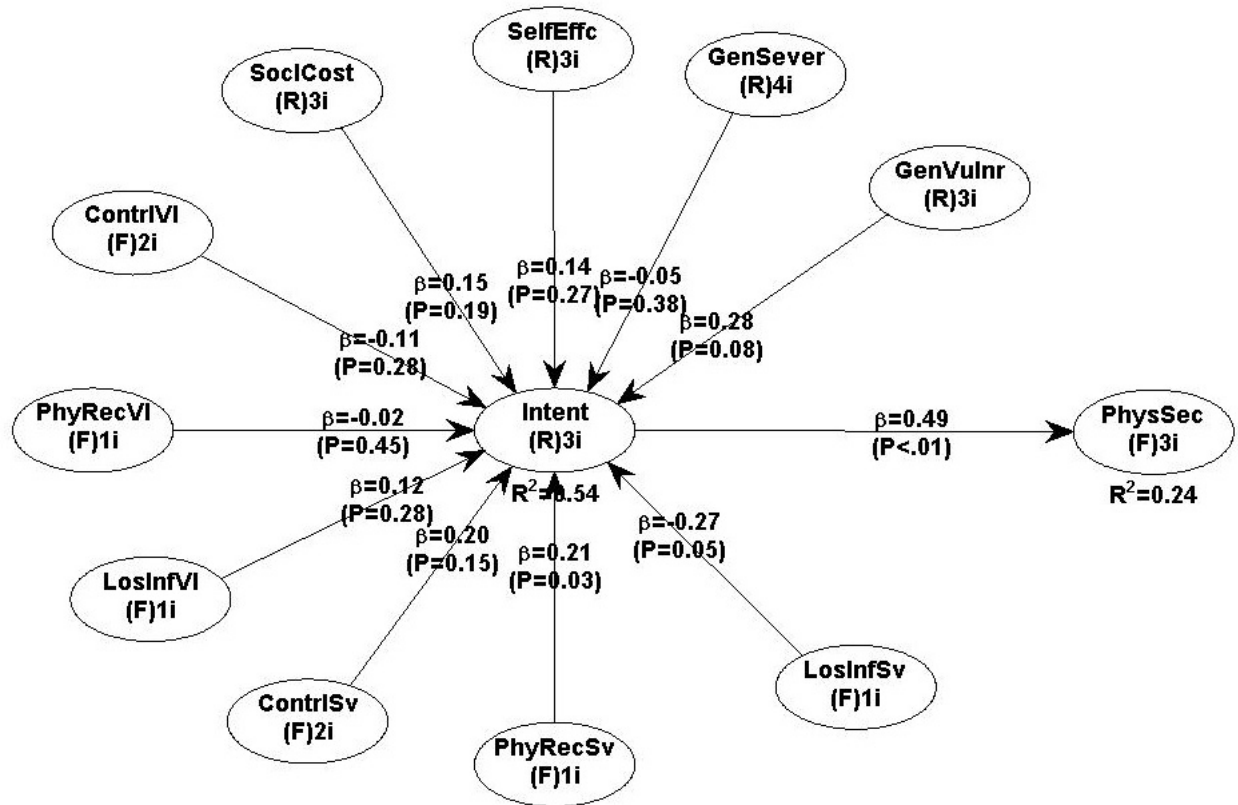 SelfEffc
(R)3i
GenSever
(R)4i
SoclCost
(R)3i
GenVulnr
(R)3i
ContrlVl
(F)2i
β=0.15
(P=0.19)
β=0.14
(P=0.27)
β=-0.05
(P=0.38)
β=0.28
(P=0.08)
β=-0.11
(P=0.28)
PhyRecVl
(F)1i
β=-0.02
(P=0.45)
Intent
(R)3i
R²=0.54
β=0.49
(P<.01)
PhysSec
(F)3i
R²=0.24
β=0.12
(P=0.28)
β=0.20
(P=0.15)
β=0.21
(P=0.03)
β=-0.27
(P=0.05)
LosInfVl
(F)1i
ContrlSv
(F)2i
PhyRecSv
(F)1i
LosInfSv
(F)1i